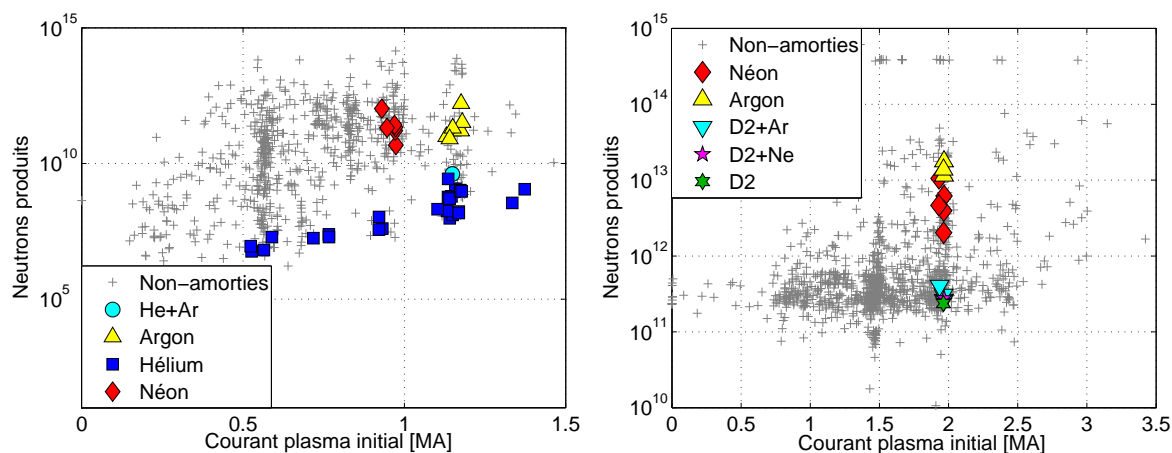 10^15
10^10
10^5
Neutrons produits
Non−amorties
He+Ar
Argon
Hélium
Néon
0 0.5 1 1.5
Courant plasma initial [MA]
10^15
10^14
10^13
10^12
10^11
10^10
Neutrons produits
Non−amorties
Néon
Argon
D2+Ar
D2+Ne
D2
0 0.5 1 1.5 2 2.5 3 3.5
Courant plasma initial [MA]